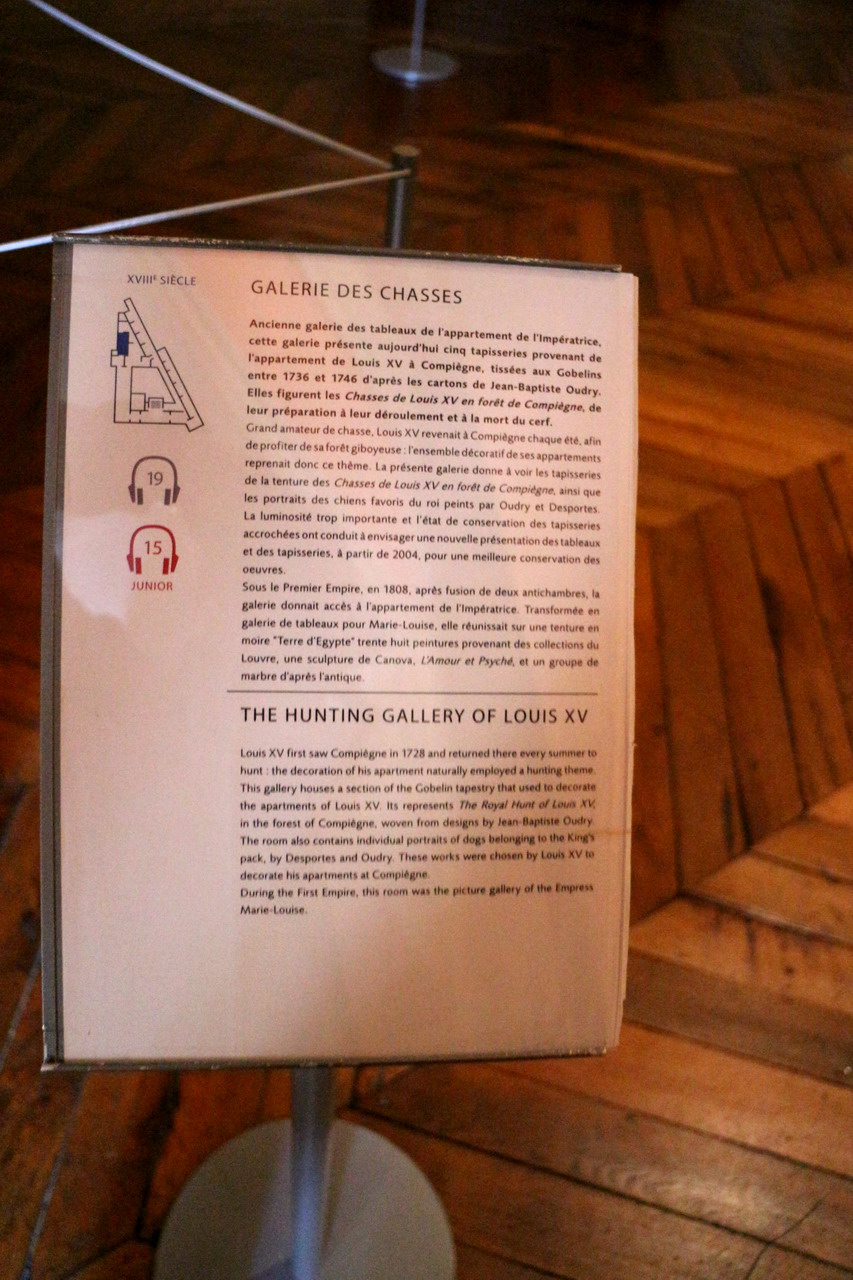 XVIIIE SIÈCLE
19
15
JUNIOR
GALERIE DES CHASSES
Ancienne galerie des tableaux de l'appartement de l'Impératrice,
cette galerie présente aujourd'hui cinq tapisseries provenant de
l'appartement de Louis XV à Compiègne, tissées aux Gobelins
entre 1736 et 1746 d'après les cartons de Jean-Baptiste Oudry.
Elles figurent les Chasses de Louis XV en forêt de Compiègne, de
leur préparation à leur déroulement et à la mort du cerf.
Grand amateur de chasse, Louis XV revenait à Compiègne chaque été, afin
de profiter de sa forêt giboyeuse : l'ensemble décoratif de ses appartements
reprenait donc ce thème. La présente galerie donne à voir les tapisseries
de la tenture des Chasses de Louis XV en forêt de Compiègne, ainsi que
les portraits des chiens favoris du roi peints par Oudry et Desportes.
La luminosité trop importante et l'état de conservation des tapisseries
accrochées ont conduit à envisager une nouvelle présentation des tableaux
et des tapisseries, à partir de 2004, pour une meilleure conservation des
oeuvres.
Sous le Premier Empire, en 1808, après fusion de deux antichambres, la
galerie donnait accès à l'appartement de l'Impératrice. Transformée en
galerie de tableaux pour Marie-Louise, elle réunissait sur une tenture en
moire "Terre d'Egypte" trente huit peintures provenant des collections du
Louvre, une sculpture de Canova, L'Amour et Psyché, et un groupe de
marbre d'après l'antique.
THE HUNTING GALLERY OF LOUIS XV
Louis XV first saw Compiègne in 1728 and returned there every summer to
hunt : the decoration of his apartment naturally employed a hunting theme.
This gallery houses a section of the Gobelin tapestry that used to decorate
the apartments of Louis XV. Its represents The Royal Hunt of Louis XV,
in the forest of Compiègne, woven from designs by Jean-Baptiste Oudry.
The room also contains individual portraits of dogs belonging to the King's
pack, by Desportes and Oudry. These works were chosen by Louis XV to
decorate his apartments at Compiègne.
During the First Empire, this room was the picture gallery of the Empress
Marie-Louise.